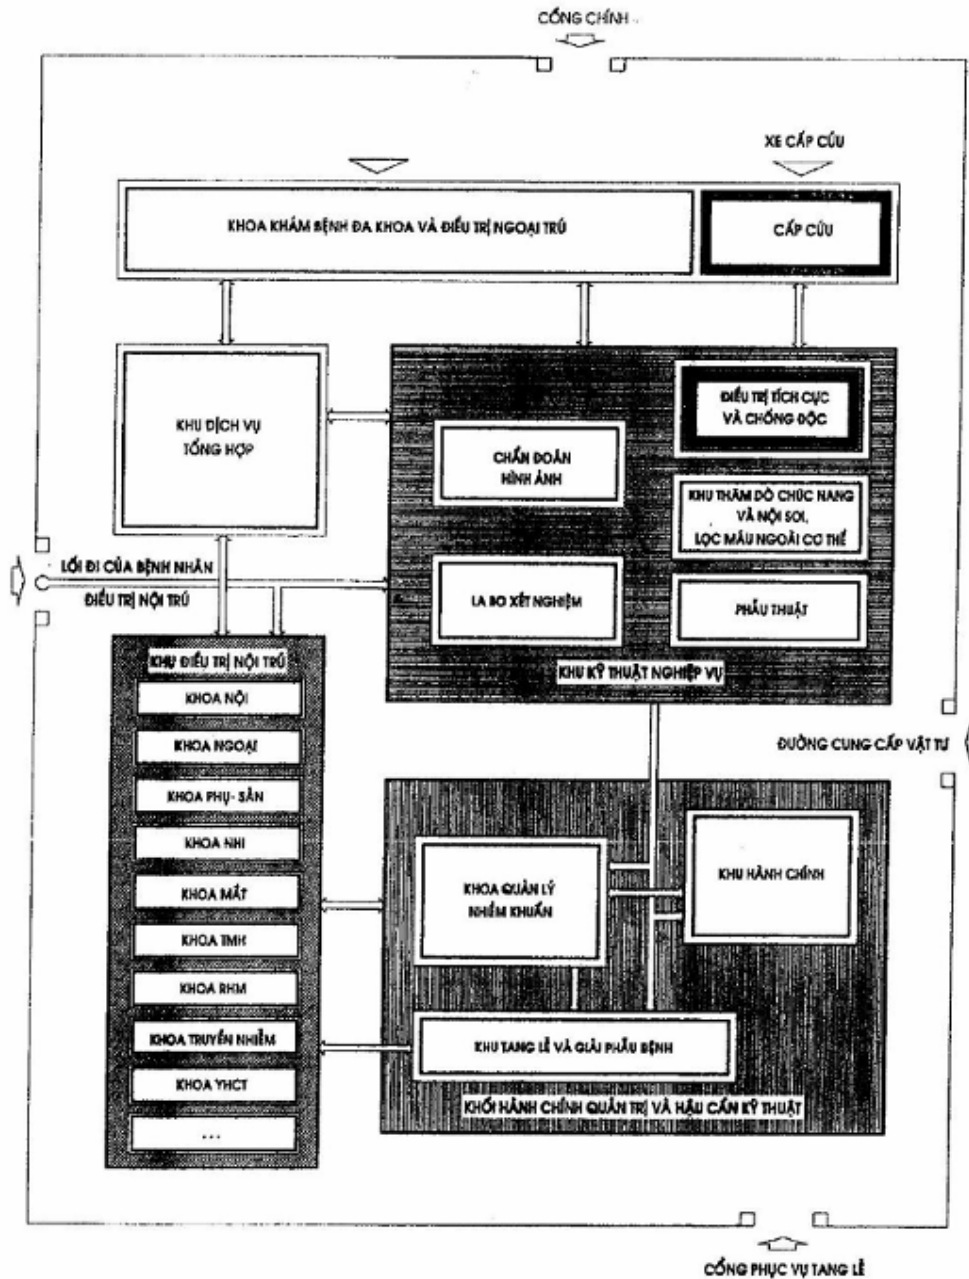 CỔNG CHÍNH
XE CẤP CỨU
KHOA KHÁM BỆNH ĐA KHOA VÀ ĐIỀU TRỊ NGOẠI TRÚ
CẤP CỨU
KHU DỊCH VỤ
TỔNG HỢP
ĐIỀU TRỊ TÍCH CỰC
VÀ CHỐNG ĐỘC
CHẨN ĐOÁN
HÌNH ẢNH
KHU THĂM DÒ CHỨC NANG
VÀ NỘI SOI,
LỌC MÁU NGOÀI CƠ THỂ
LỐI ĐI CỦA BỆNH NHÂN
ĐIỀU TRỊ NỘI TRÚ
LA BO XÉT NGHIỆM
PHẪU THUẬT
KHU KỸ THUẬT NGHIỆP VỤ
KHU ĐIỀU TRỊ NỘI TRÚ
KHOA NỘI
KHOA NGOẠI
KHOA PHỤ- SẢN
KHOA NHI
KHOA MẮT
KHOA TMH
KHOA RHM
KHOA TRUYỀN NHIỄM
KHOA YHCT
...
ĐƯỜNG CUNG CẤP VẬT TƯ
KHOA QUẢN LÝ
NHIỄM KHUẨN
KHU HÀNH CHÍNH
KHU TANG LỄ VÀ GIẢI PHẪU BỆNH
KHỐI HÀNH CHÍNH QUẢN TRỊ VÀ HẬU CẦN KỸ THUẬT
CỔNG PHỤC VỤ TANG LỄ